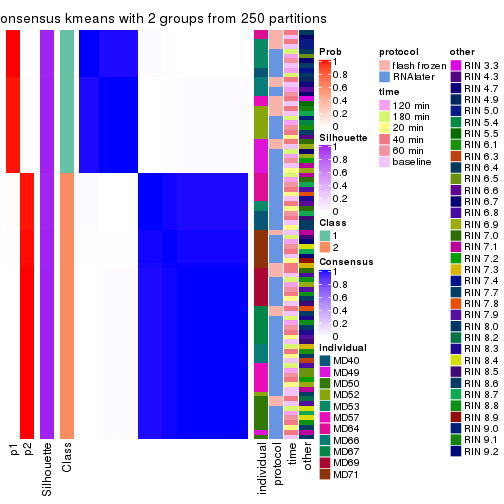 onsensus kmeans with 2 groups from 250 partitions
p1
p2
Silhouette
Class
individual
protocol
time
other
Prob
1
0.8
0.6
0.4
0.2
0
Silhouette
1
0.8
0.6
0.4
0.2
0
Class
1
2
Consensus
1
0.8
0.6
0.4
0.2
0
individual
MD40
MD49
MD50
MD52
MD53
MD57
MD64
MD66
MD67
MD69
MD71
protocol
flash frozen
RNAlater
time
120 min
180 min
20 min
40 min
60 min
baseline
other
RIN 3.3
RIN 4.3
RIN 4.7
RIN 4.9
RIN 5.0
RIN 5.4
RIN 5.5
RIN 6.1
RIN 6.3
RIN 6.4
RIN 6.5
RIN 6.6
RIN 6.7
RIN 6.8
RIN 6.9
RIN 7.0
RIN 7.1
RIN 7.2
RIN 7.3
RIN 7.4
RIN 7.7
RIN 7.8
RIN 7.9
RIN 8.0
RIN 8.2
RIN 8.3
RIN 8.4
RIN 8.5
RIN 8.6
RIN 8.7
RIN 8.8
RIN 8.9
RIN 9.0
RIN 9.1
RIN 9.2